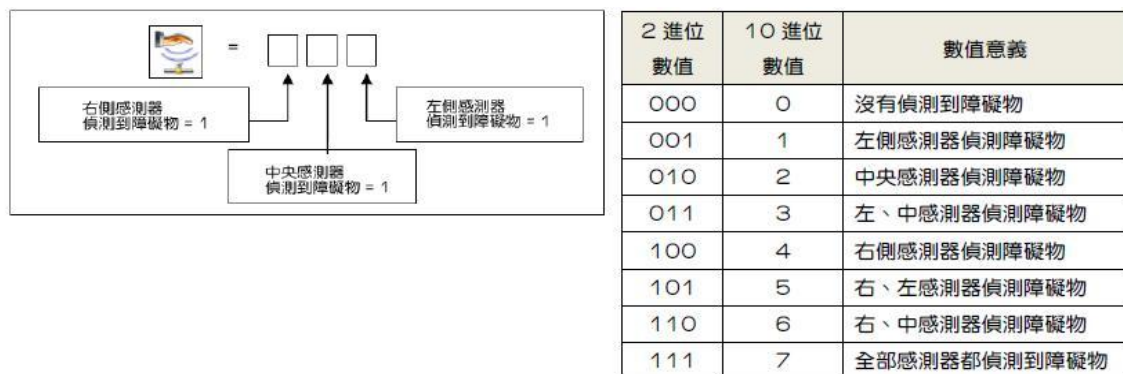 =
右側感測器
偵測到障礙物 = 1
左側感測器
偵測到障礙物 = 1
中央感測器
偵測到障礙物 = 1
2 進位
數值
10 進位
數值
數值意義
000 0 沒有偵測到障礙物
001 1 左側感測器偵測障礙物
010 2 中央感測器偵測障礙物
011 3 左、中感測器偵測障礙物
100 4 右側感測器偵測障礙物
101 5 右、左感測器偵測障礙物
110 6 右、中感測器偵測障礙物
111 7 全部感測器都偵測到障礙物